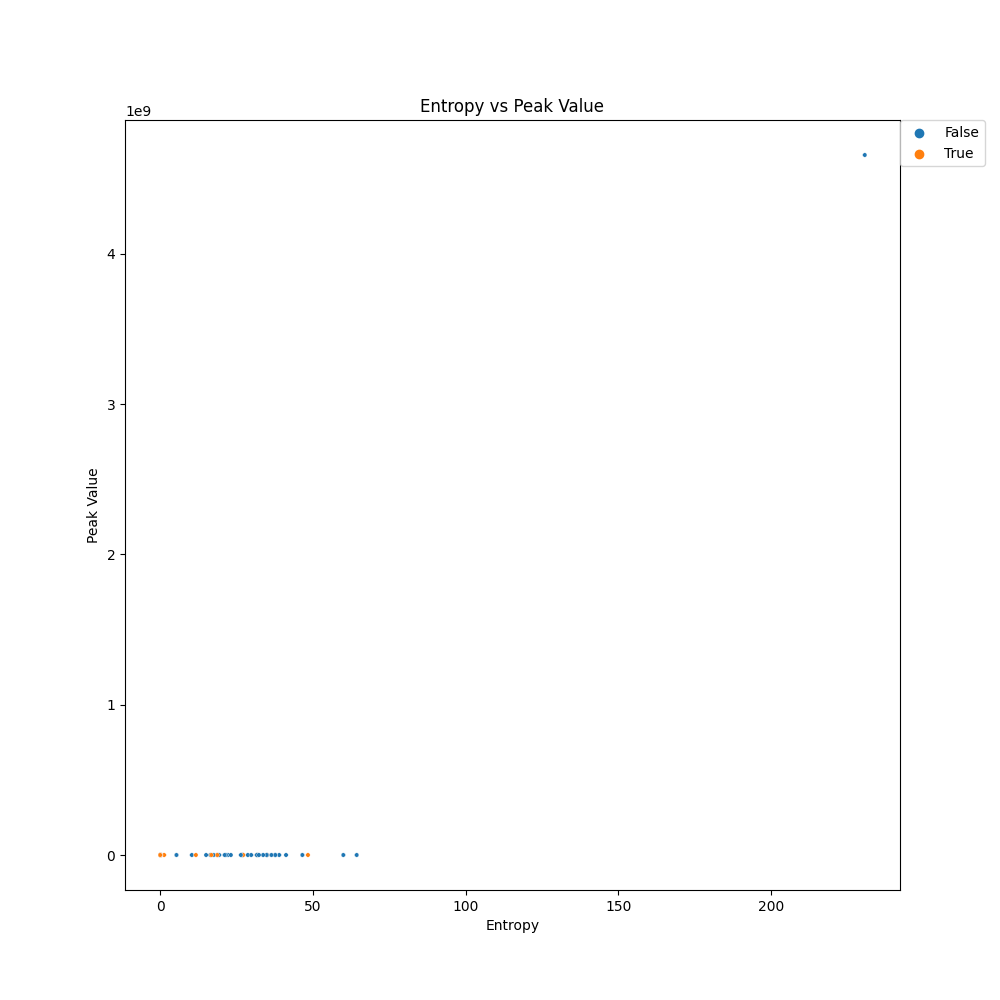 Entropy vs Peak Value
1e9
False
True
4
3
2
1
0
Peak Value
0 50 100 150 200
Entropy